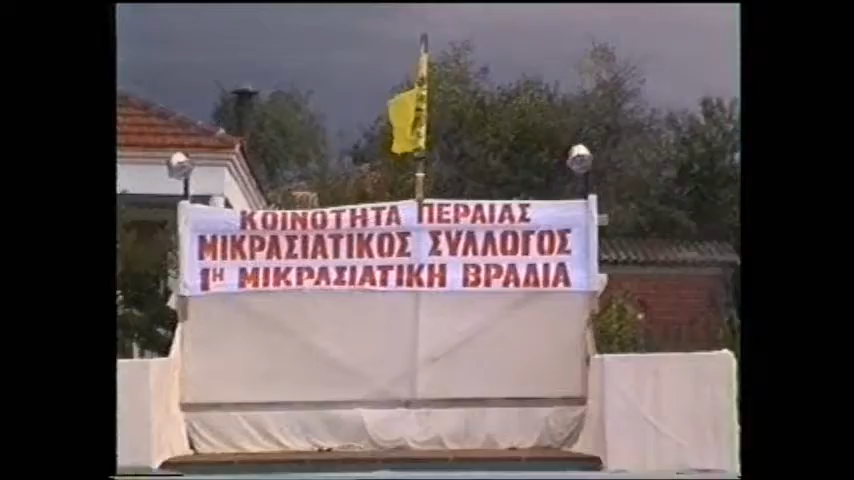 ΚΟΙΝΟΤΗΤΑ ΠΕΡΑΙΑΣ
ΜΙΚΡΑΣΙΑΤΙΚΟΣ ΣΥΛΛΟΓΟΣ
1Η ΜΙΚΡΑΣΙΑΤΙΚΗ ΒΡΑΔΙΑ